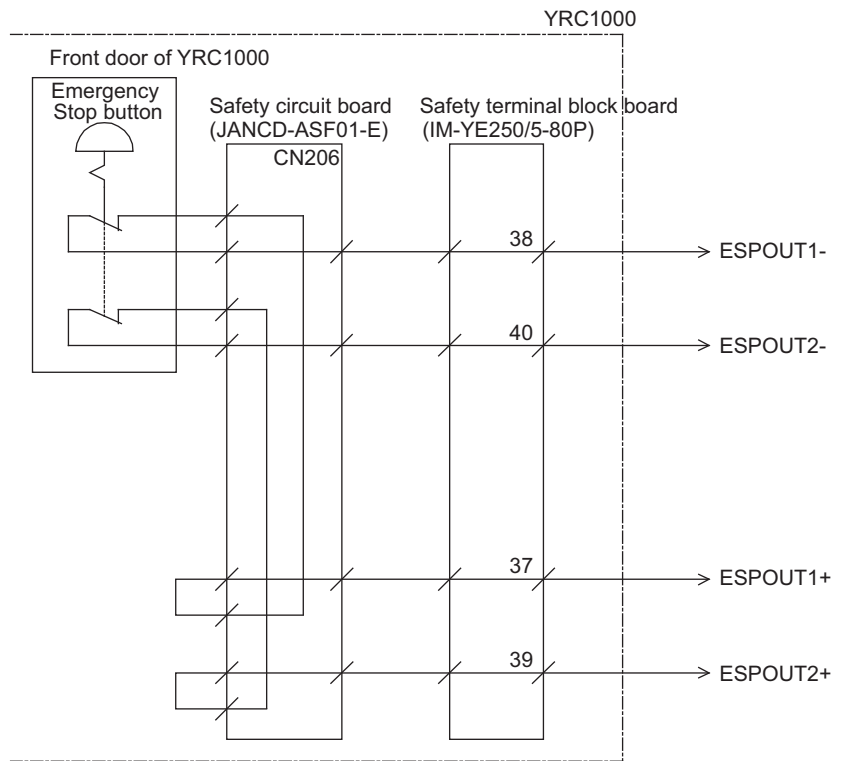 YRC1000
Front door of YRC1000
Emergency
Stop button
Safety circuit board
(JANCD-ASF01-E)
CN206
Safety terminal block board
(IM-YE250/5-80P)
38
ESPOUT1-
40
ESPOUT2-
37
ESPOUT1+
39
ESPOUT2+